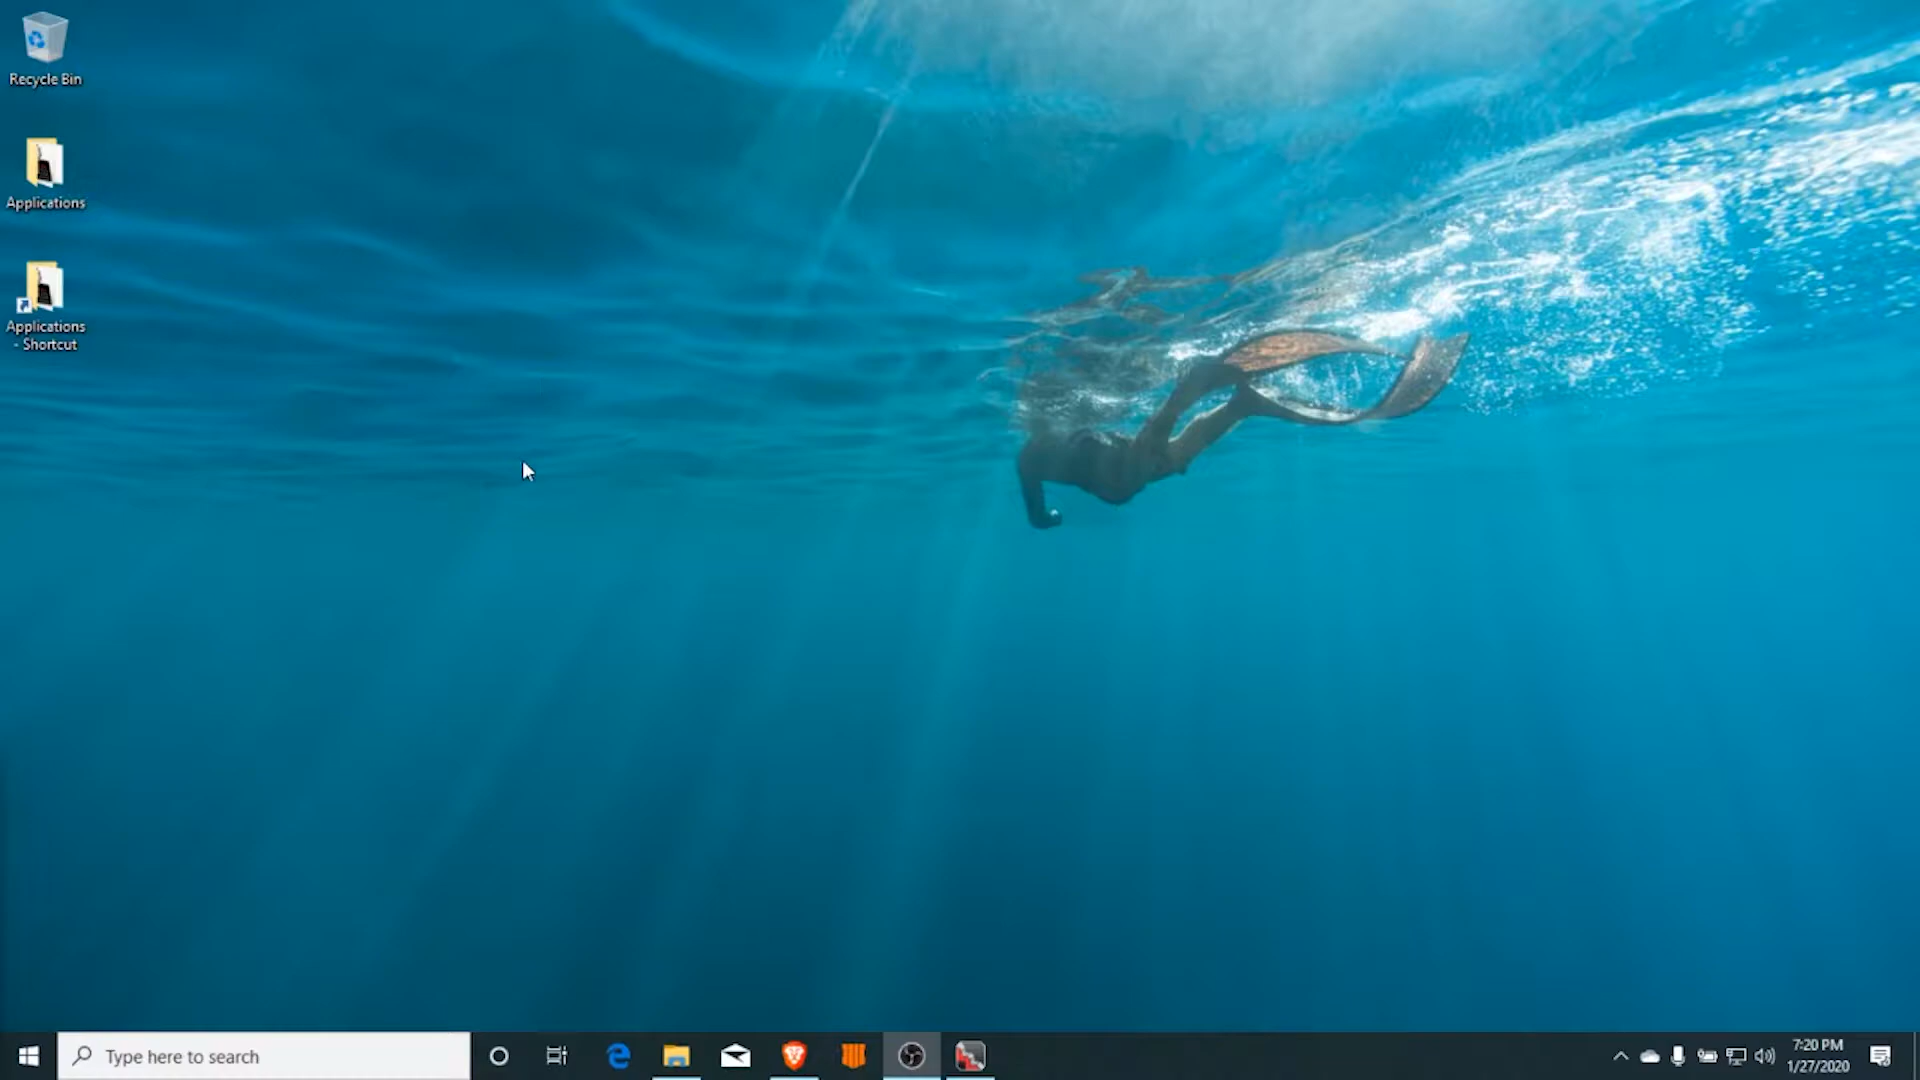 Recycle Bin
Applications
Applications
- Shortcut
Type here to search
7:20 PM
1/27/2020